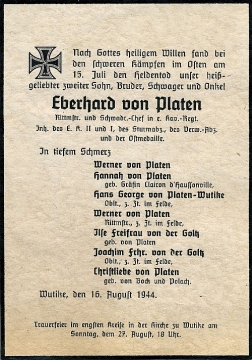 Nach Gottes heiligem Willen fand bei
den schweren Kämpfen im Osten am
15. Juli den Heldentod unser heiß-
geliebter zweiter Sohn, Bruder, Schwager und Onkel
Eberhard von Platen
Rittmstr. und Schwadr.-Chef in e. Kav.-Regt.
Inh. des E. K. II und I, des Sturmabz., des Verw.-Abz.
und der Ostmedaille.
In tiefem Schmerz
Werner von Platen
Hannah von Platen
geb. Gräfin Clairon d'Haussonville
Hans George von Platen-Wutike
Oblt., z. Zt. im Felde,
Werner von Platen
Rittmstr., z. Zt. im Felde,
Ilse Freifrau von der Goltz
geb. von Platen
Joachim Frhr. von der Goltz
Oblt., z. Zt. im Felde,
Christliebe von Platen
geb. von Bock und Polach.
Wutike, den 16. August 1944.
Trauerfeier im engsten Kreise in der Kirche zu Wutike am
Sonntag, den 27. August, 18 Uhr.